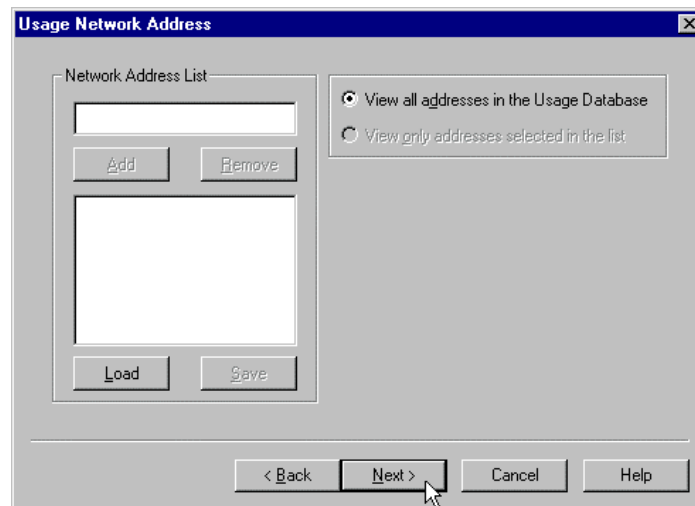 Usage Network Address
Network Address List
Add
Remove
Load
Save
View all addresses in the Usage Database
View only addresses selected in the list
< Back
Next >
Cancel
Help